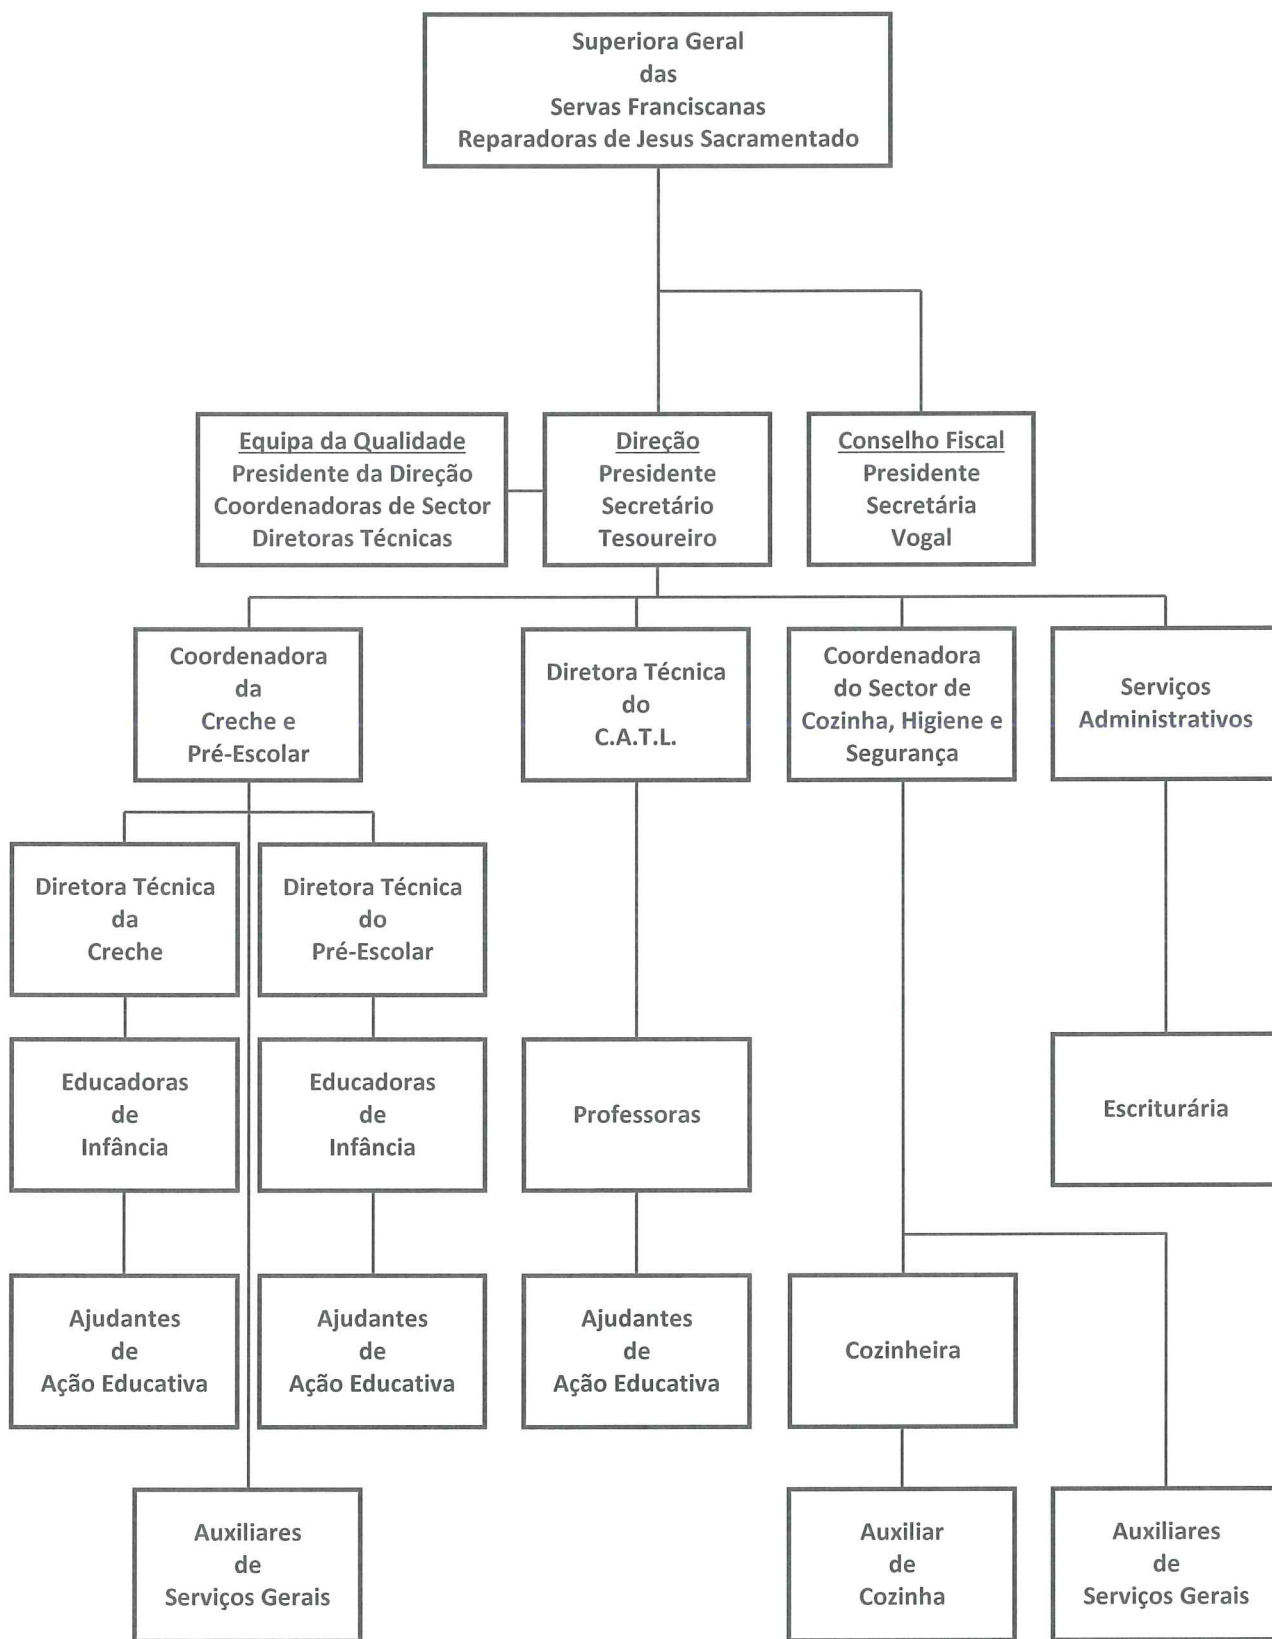 Superiora Geral
das
Servas Franciscanas
Reparadoras de Jesus Sacramentado
Equipa da Qualidade
Presidente da Direção
Coordenadoras de Sector
Diretoras Técnicas
Direção
Presidente
Secretário
Tesoureiro
Conselho Fiscal
Presidente
Secretária
Vogal
Coordenadora
da
Creche e
Pré-Escolar
Diretora Técnica
do
C.A.T.L.
Coordenadora
do Sector de
Cozinha, Higiene e
Segurança
Serviços
Administrativos
Diretora Técnica
da
Creche
Diretora Técnica
do
Pré-Escolar
Educadoras
de
Infância
Educadoras
de
Infância
Professoras
Escriturária
Ajudantes
de
Ação Educativa
Ajudantes
de
Ação Educativa
Ajudantes
de
Ação Educativa
Cozinheira
Auxiliares
de
Serviços Gerais
Auxiliar
de
Cozinha
Auxiliares
de
Serviços Gerais